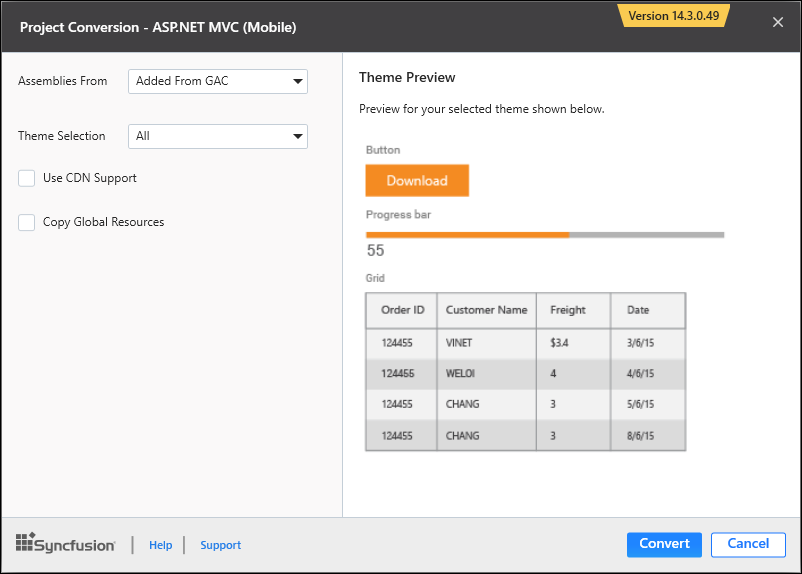 Project Conversion - ASP.NET MVC (Mobile)
Version 14.3.0.49
Assemblies From
Added From GAC
Theme Selection
All
Use CDN Support
Copy Global Resources
Theme Preview
Preview for your selected theme shown below.
Button
Download
Progress bar
55
Grid
Order ID Customer Name Freight Date
124455 VINET $3.4 3/6/15
124455 WELOI 4 4/6/15
124455 CHANG 3 5/6/15
124455 CHANG 3 8/6/15
Syncfusion | Help | Support
Convert Cancel